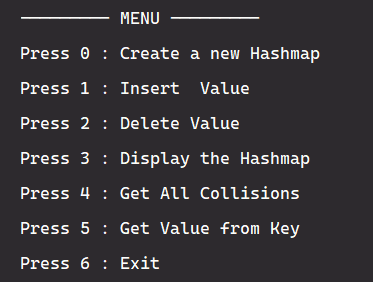 ───────── MENU ─────────
Press 0 : Create a new Hashmap
Press 1 : Insert  Value
Press 2 : Delete Value
Press 3 : Display the Hashmap
Press 4 : Get All Collisions
Press 5 : Get Value from Key
Press 6 : Exit